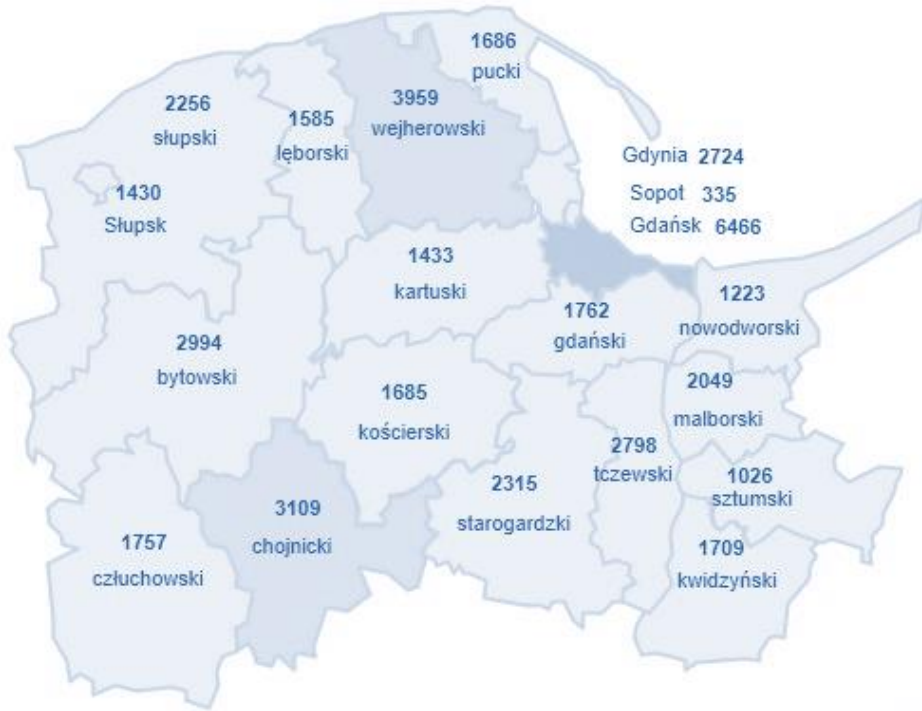 1686
pucki
3959
wejherowski
2256
słupski
1585
lęborski
Gdynia 2724
Sopot 335
Gdańsk 6466
1430
Słupsk
1433
kartuski
1762
gdański
1223
nowodworski
2994
bytowski
1685
kościerski
2049
malborski
2798
tczewski
1026
sztumski
2315
starogardzki
3109
chojnicki
1757
człuchowski
1709
kwidzyński